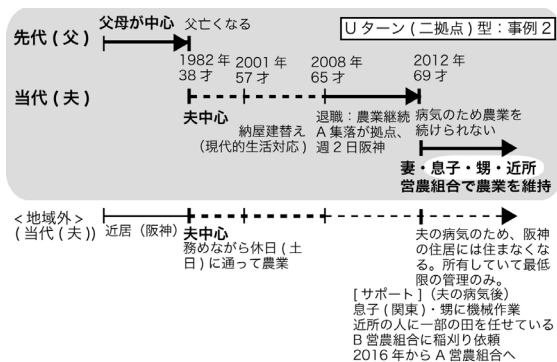 Uターン(二拠点)型：事例2
先代(父)
父母が中心
父亡くなる
1982年
38才
2001年
57才
2008年
65才
2012年
69才
当代(夫)
夫中心
納屋建替え
(現代的生活対応)
退職：農業継続
A集落が拠点、
週2日阪神
病気のため農業を
続けられない
妻・息子・甥・近所
営農組合で農業を維持
<地域外>
(当代(夫))
近居（阪神）
夫中心
務めながら休日(土
日)に通って農業
夫の病気のため、阪神
の住居には住まなくな
る。所有していて最低
限の管理のみ。
[サポート]（夫の病気後）
息子(関東)・甥に機械作業
近所の人に一部の田を任せている
B営農組合に稲刈り依頼
2016年からA営農組合へ